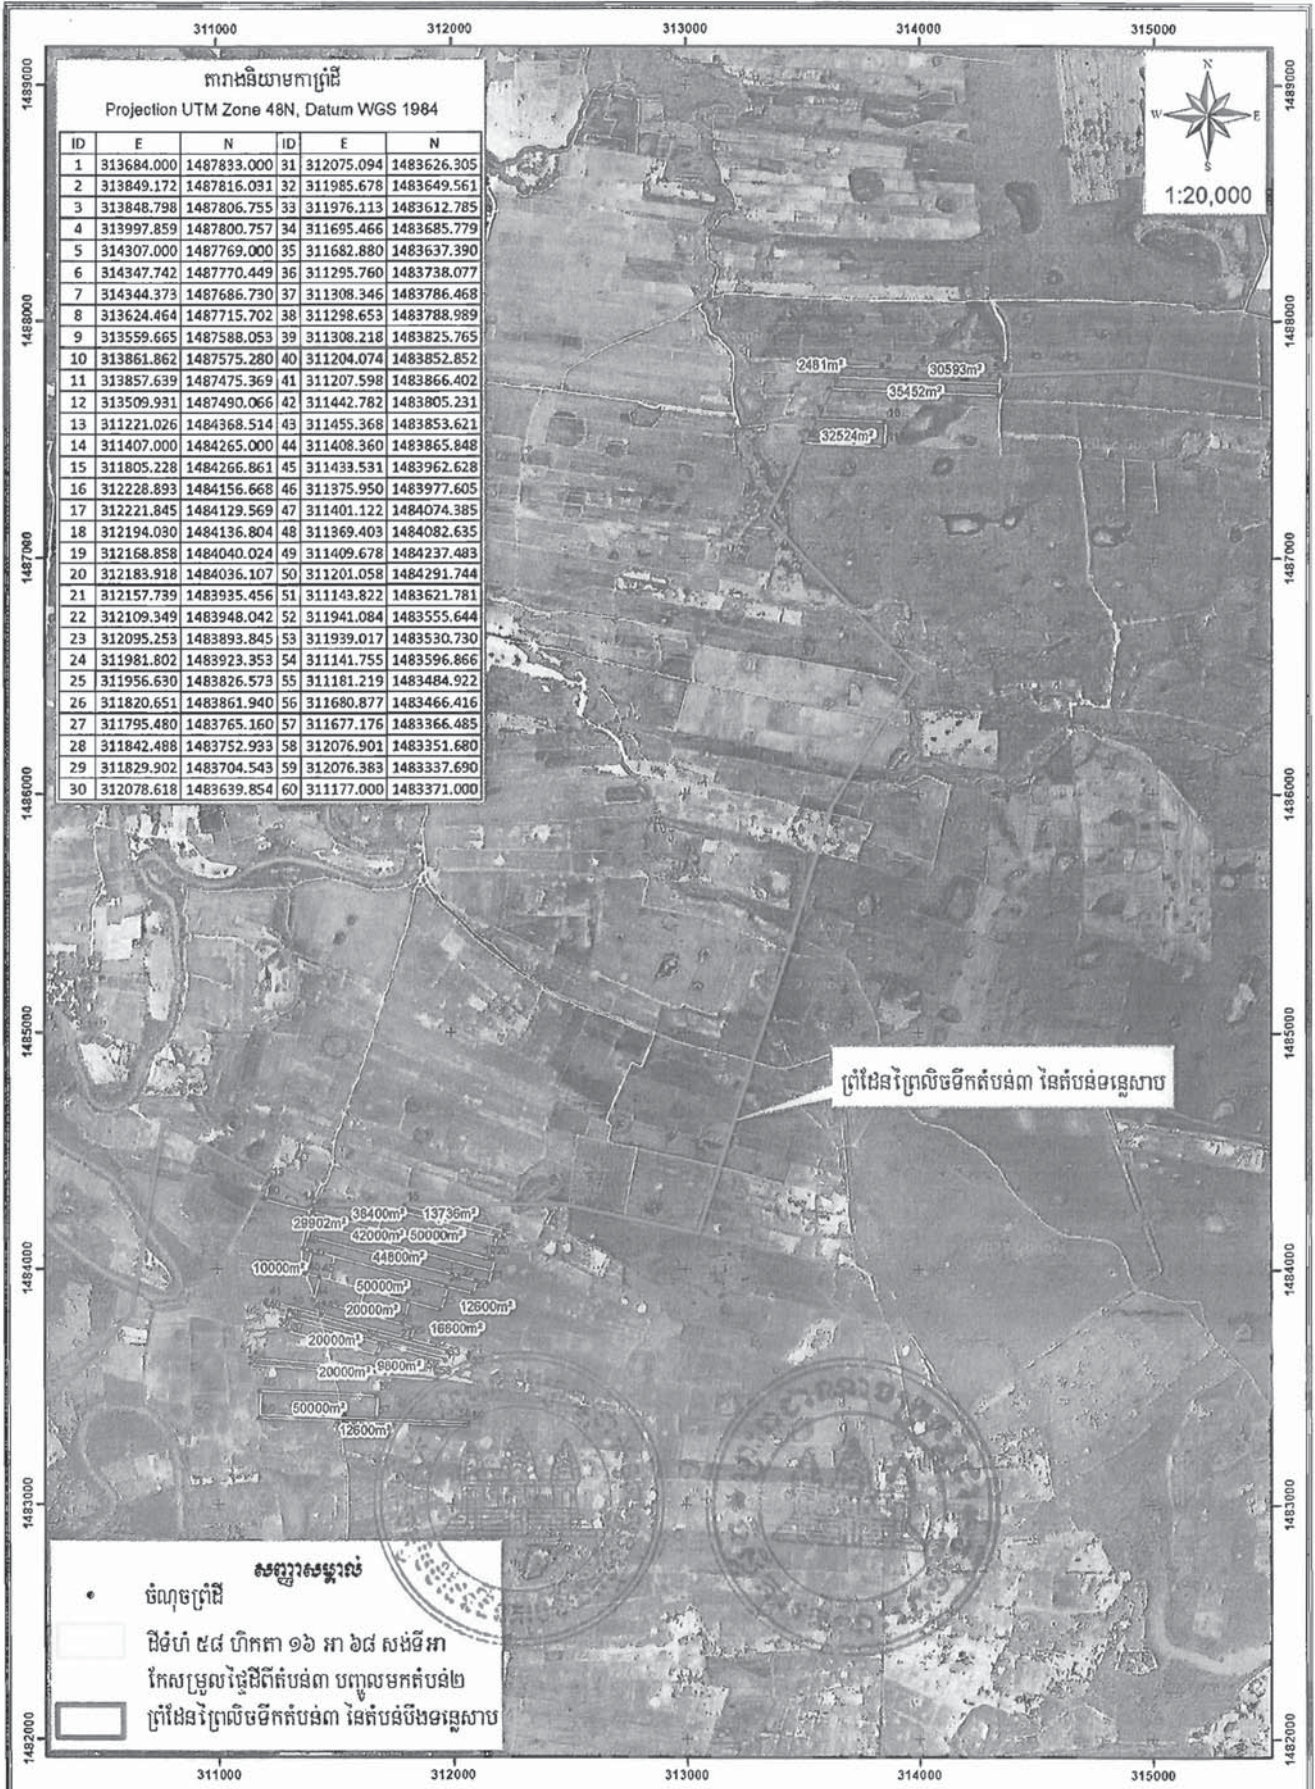 311000 312000 313000 314000 315000
តារាងនិយាមកាព្រំដី
Projection UTM Zone 48N, Datum WGS 1984
ID E N ID E N
1 313684.000 1487833.000 31 312075.094 1483626.305
2 313849.172 1487816.031 32 311985.678 1483649.561
3 313848.798 1487806.755 33 311976.113 1483612.785
4 313997.859 1487800.757 34 311695.466 1483685.779
5 314307.000 1487769.000 35 311682.880 1483637.390
6 314347.742 1487770.449 36 311295.760 1483738.077
7 314344.373 1487686.730 37 311308.346 1483786.468
8 313624.464 1487715.702 38 311298.653 1483788.989
9 313559.665 1487588.053 39 311308.218 1483825.765
10 313861.862 1487575.280 40 311204.074 1483852.852
11 313857.639 1487475.369 41 311207.598 1483866.402
12 313509.931 1487490.066 42 311442.782 1483805.231
13 311221.026 1484368.514 43 311455.368 1483853.621
14 311407.000 1484265.000 44 311408.360 1483865.848
15 311805.228 1484266.861 45 311433.531 1483962.628
16 312228.893 1484156.668 46 311375.950 1483977.605
17 312221.845 1484129.569 47 311401.122 1484074.385
18 312194.030 1484136.804 48 311369.403 1484082.635
19 312168.858 1484040.024 49 311409.678 1484237.483
20 312183.918 1484036.107 50 311201.058 1484291.744
21 312157.739 1483935.456 51 311143.822 1483621.781
22 312109.349 1483948.042 52 311941.084 1483555.644
23 312095.253 1483893.845 53 311939.017 1483530.730
24 311981.802 1483923.353 54 311141.755 1483596.866
25 311956.630 1483826.573 55 311181.219 1483484.922
26 311820.651 1483861.940 56 311680.877 1483466.416
27 311795.480 1483765.160 57 311677.176 1483366.485
28 311842.488 1483752.933 58 312076.901 1483351.680
29 311829.902 1483704.543 59 312076.383 1483337.690
30 312078.618 1483639.854 60 311177.000 1483371.000
N
W E
S
1:20,000
1489000 1489000
1488000 1488000
2481m² 30593m²
35452m²
32524m²
1487000 1487000
1486000 1486000
1485000 1485000
ព្រំដែនព្រៃលិចទឹកតំបន់៣ នៃតំបន់ទន្លេសាប
38400m² 13736m²
29902m²
42000m² 50000m²
44800m²
1484000 10000m² 1484000
50000m²
12600m²
20000m²
16600m²
20000m²
9800m²
20000m²
50000m²
12600m²
1483000 1483000
សញ្ញាសម្គាល់
ចំណុចព្រំដី
ដីទំហំ ៥៨ ហិកតា ១៦ អា ៦៨ សង់ទីអា
កែសម្រួលផ្ទៃដីពីតំបន់៣ បញ្ចូលមកតំបន់២
ព្រំដែនព្រៃលិចទឹកតំបន់៣ នៃតំបន់បឹងទន្លេសាប
1482000 1482000
311000 312000 313000 314000 315000